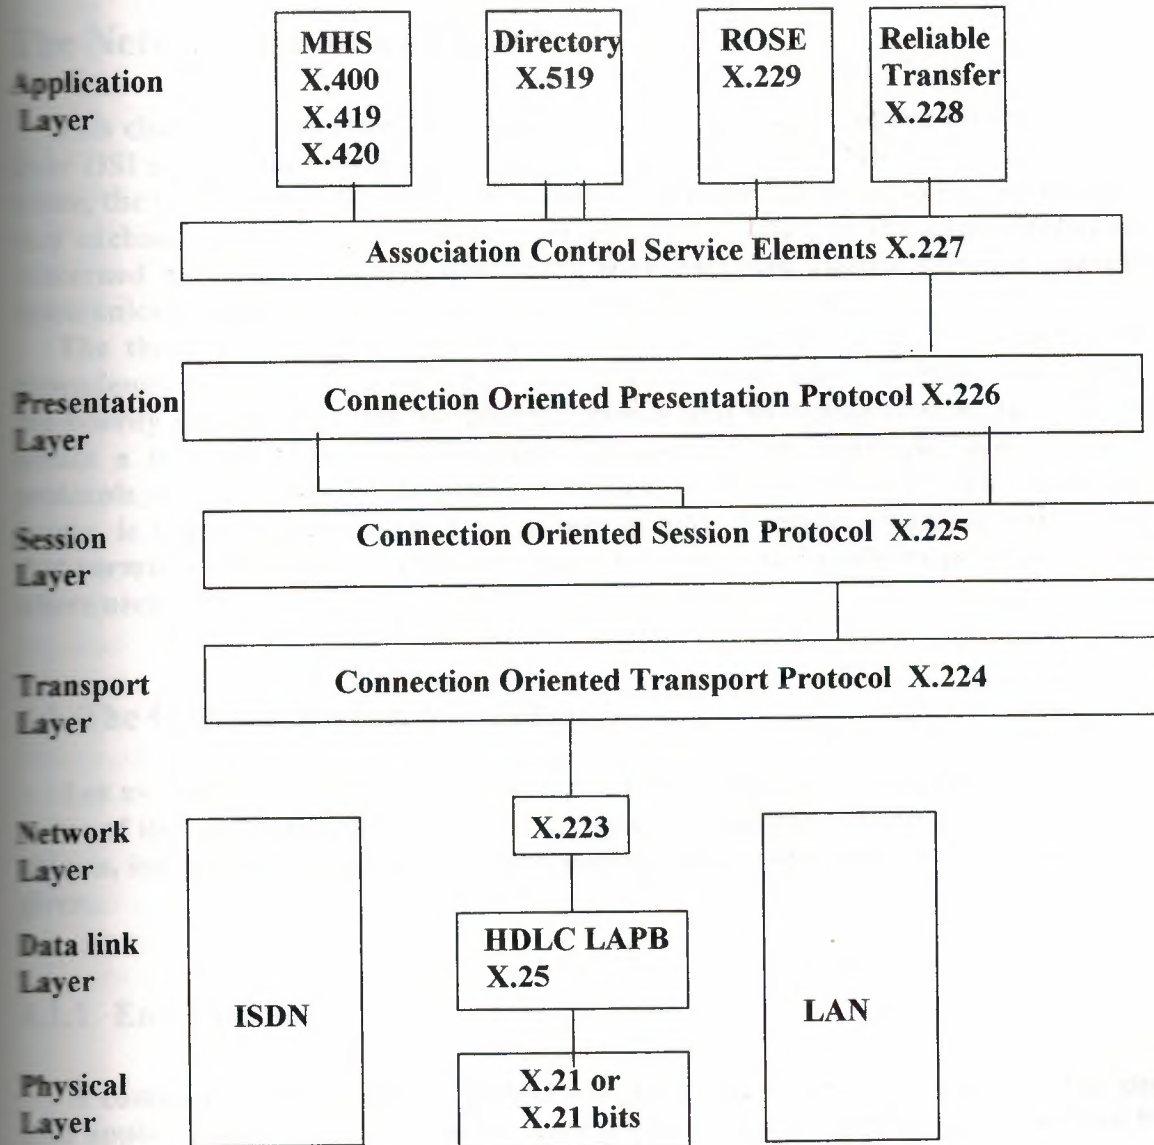 Application
Layer
MHS
X.400
X.419
X.420
Directory
X.519
ROSE
X.229
Reliable
Transfer
X.228
Association Control Service Elements X.227
Presentation
Layer
Connection Oriented Presentation Protocol X.226
Session
Layer
Connection Oriented Session Protocol X.225
Transport
Layer
Connection Oriented Transport Protocol X.224
Network
Layer
X.223
Data link
Layer
HDLC LAPB
X.25
ISDN
LAN
Physical
Layer
X.21 or
X.21 bits